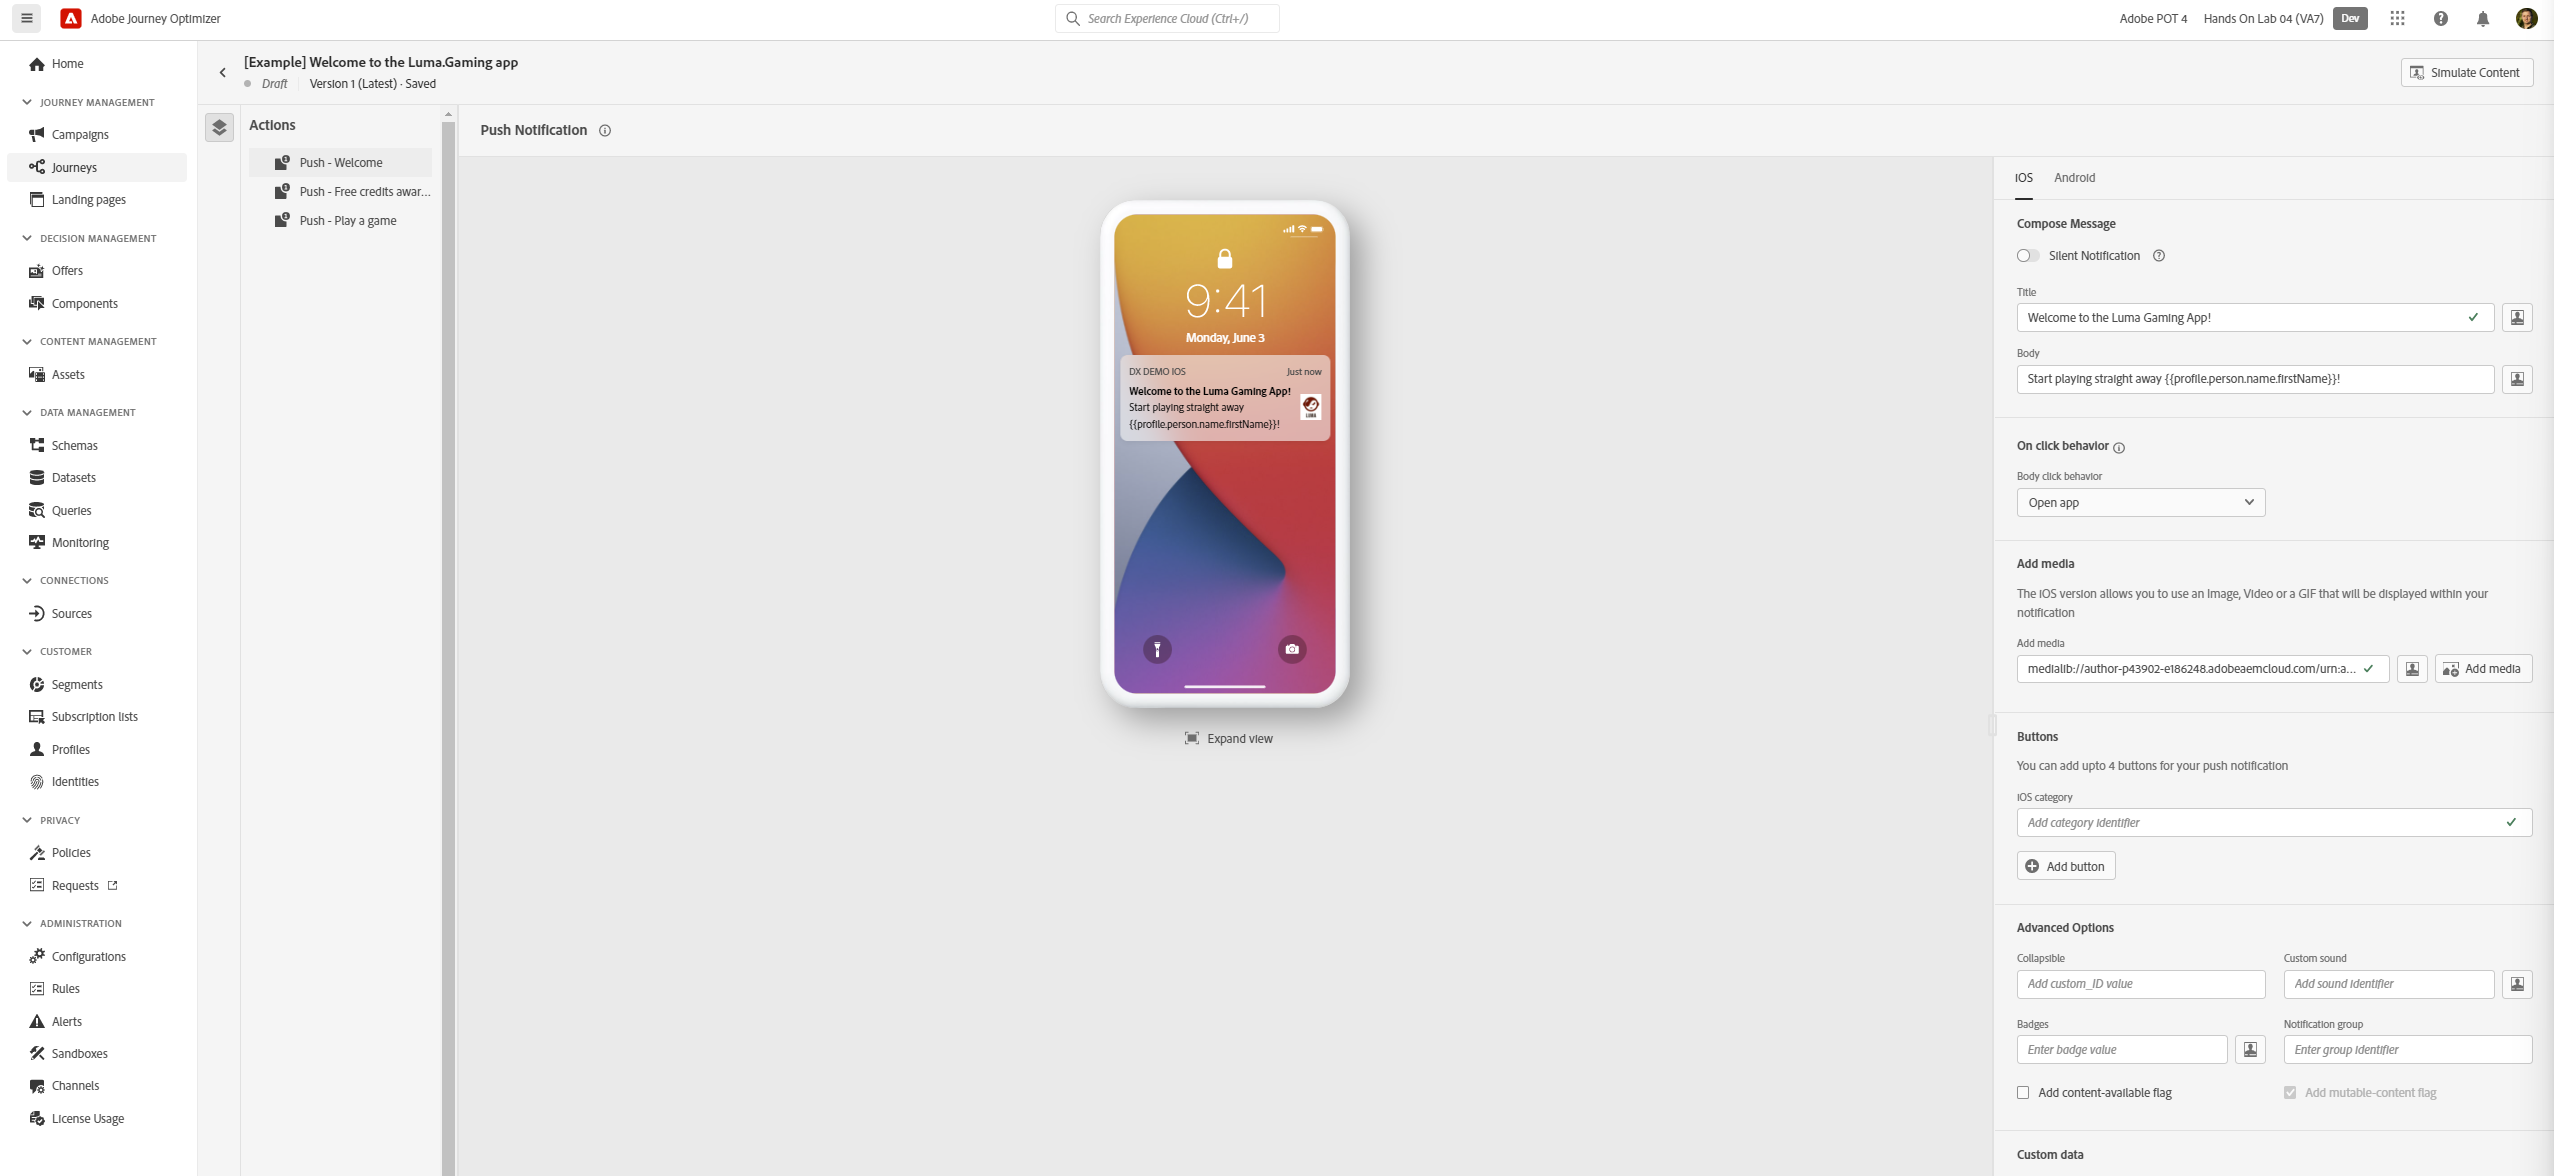 Adobe Journey Optimizer
Search Experience Cloud (Ctrl+/)
Adobe POT 4
Hands On Lab 04 (VA7)
Dev
Home
JOURNEY MANAGEMENT
Campaigns
Journeys
Landing pages
DECISION MANAGEMENT
Offers
Components
CONTENT MANAGEMENT
Assets
DATA MANAGEMENT
Schemas
Datasets
Queries
Monitoring
CONNECTIONS
Sources
CUSTOMER
Segments
Subscription lists
Profiles
Identities
PRIVACY
Policies
Requests
ADMINISTRATION
Configurations
Rules
Alerts
Sandboxes
Channels
License Usage
[Example] Welcome to the Luma.Gaming app
Draft
Version 1 (Latest) · Saved
Simulate Content
Actions
Push - Welcome
Push - Free credits awar...
Push - Play a game
Push Notification
9:41
Monday, June 3
DX DEMO IOS
Just now
Welcome to the Luma Gaming App!
Start playing straight away
{{profile.person.name.firstName}}!
LUMA
Expand view
iOS
Android
Compose Message
Silent Notification
Title
Welcome to the Luma Gaming App!
Body
Start playing straight away {{profile.person.name.firstName}}!
On click behavior
Body click behavior
Open app
Add media
The iOS version allows you to use an Image, Video or a GIF that will be displayed within your
notification
Add media
medialib://author-p43902-e186248.adobeaemcloud.com/urn:a...
Add media
Buttons
You can add upto 4 buttons for your push notification
iOS category
Add category identifier
Add button
Advanced Options
Collapsible
Custom sound
Add custom_ID value
Add sound identifier
Badges
Notification group
Enter badge value
Enter group identifier
Add content-available flag
Add mutable-content flag
Custom data